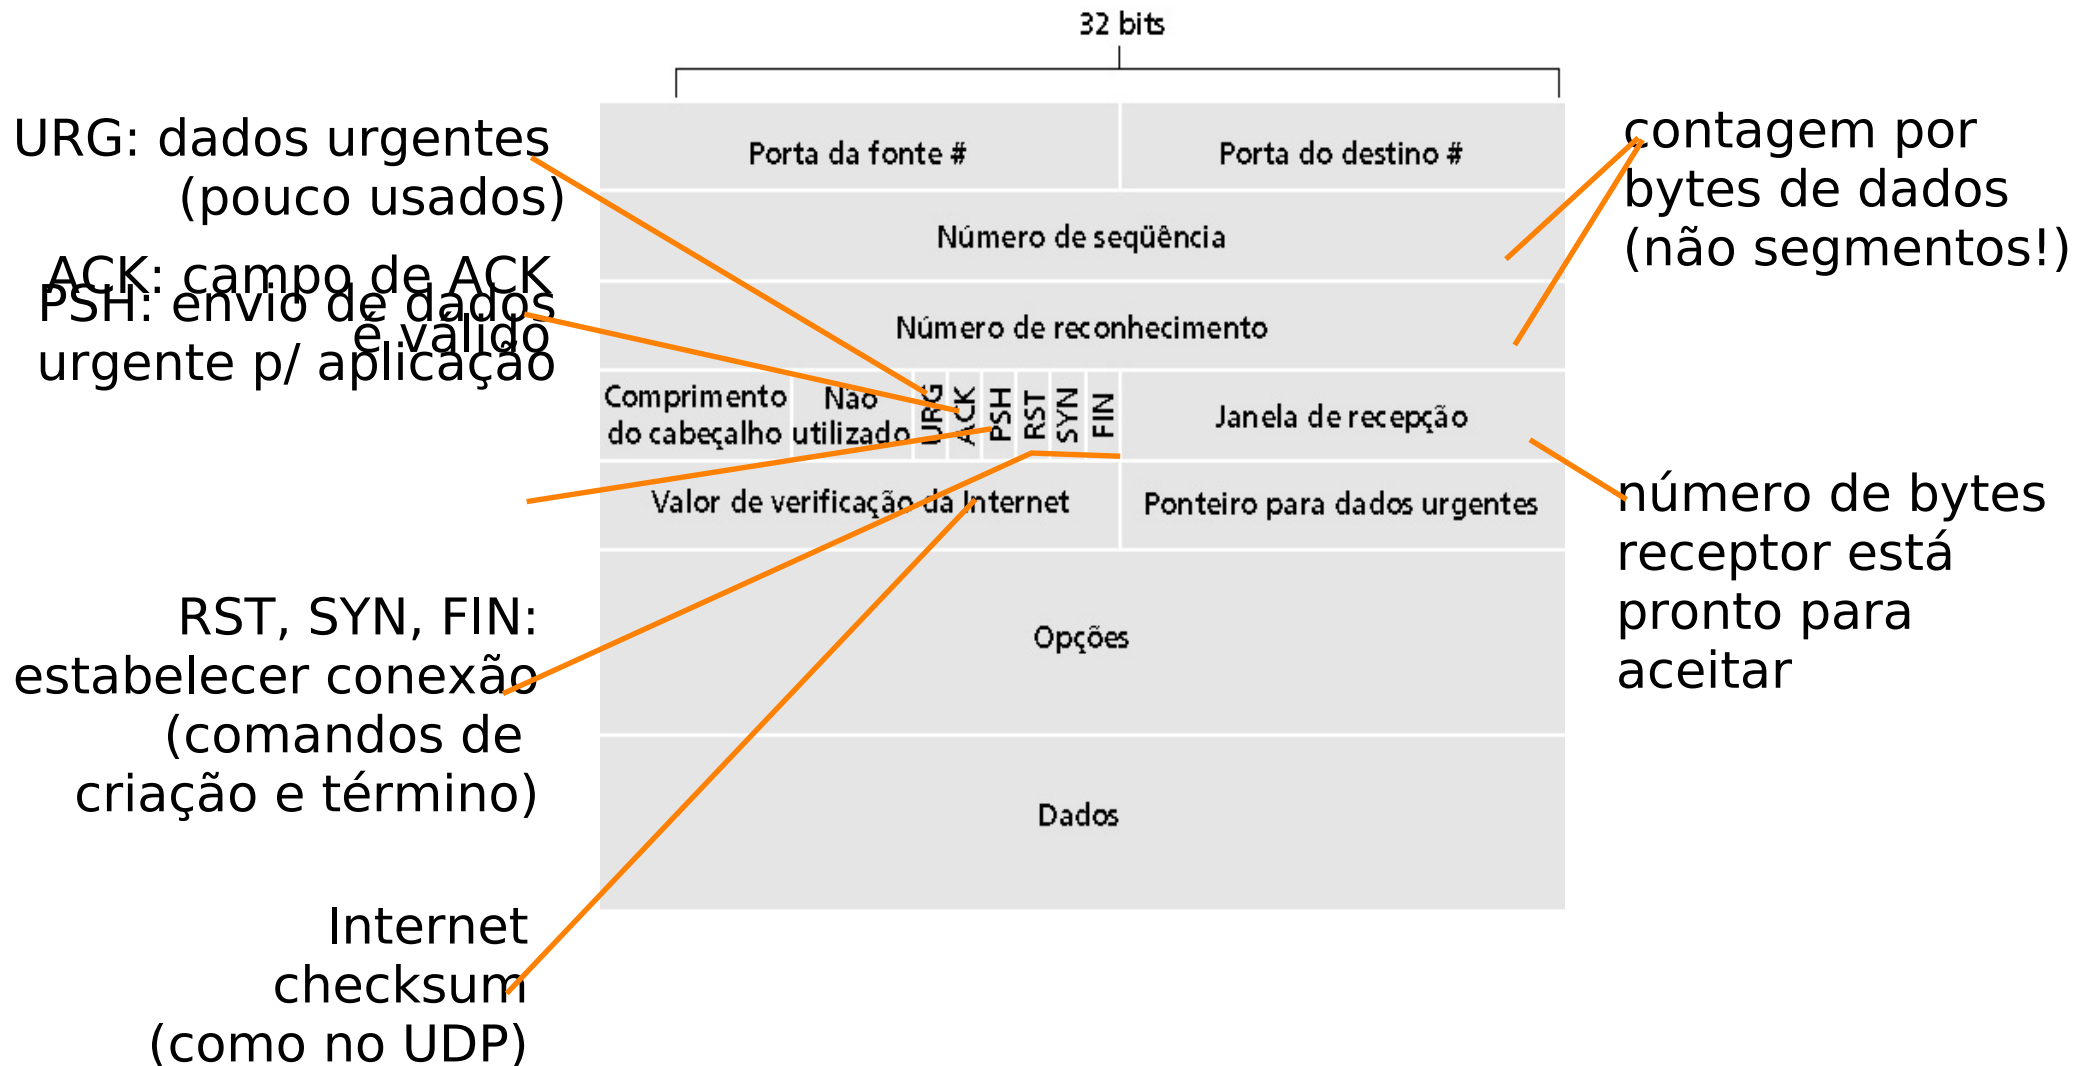 32 bits
URG: dados urgentes
(pouco usados)
ACK: campo de ACK
é válido
PSH: envio de dados
urgente p/ aplicação
RST, SYN, FIN:
estabelecer conexão
(comandos de
criação e término)
Internet
checksum
(como no UDP)
Porta da fonte #
Porta do destino #
Número de seqüência
Número de reconhecimento
Comprimento
do cabeçalho
Não
utilizado
URG
ACK
PSH
RST
SYN
FIN
Janela de recepção
Valor de verificação da Internet
Ponteiro para dados urgentes
Opções
Dados
contagem por
bytes de dados
(não segmentos!)
número de bytes
receptor está
pronto para
aceitar